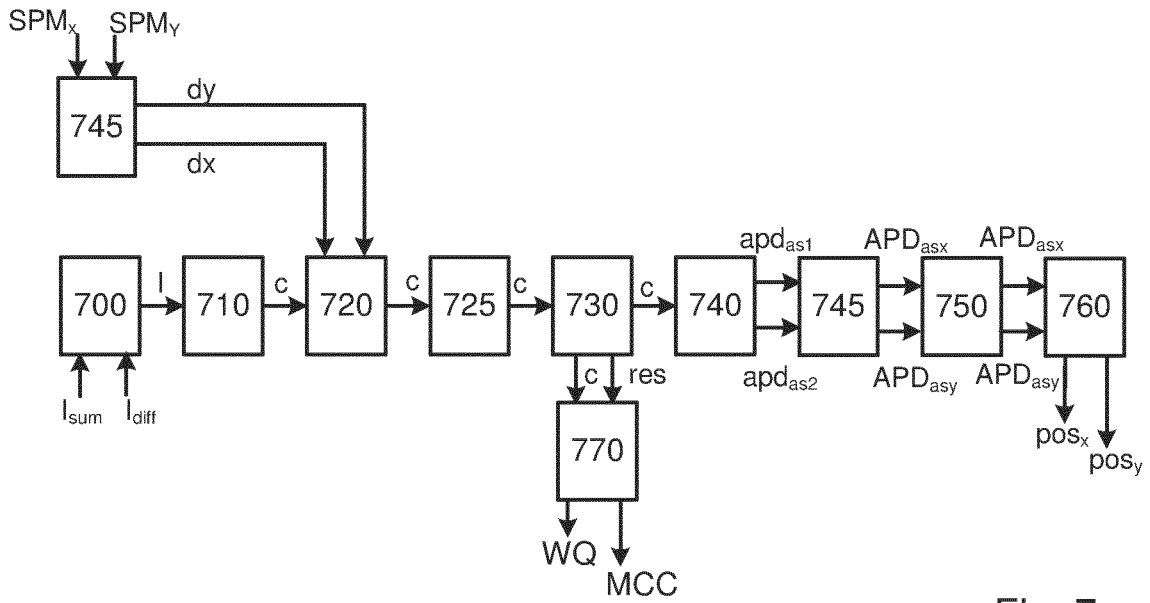 SPMx SPMY
745
dy
dx
700 I 710 c 720 c 725 c 730 c 740 apdas1 745 APDasx 750 APDasx 760
apdas2 APDasy APDasy
Isum Idiff
c res
770
posx
posy
WQ
MCC